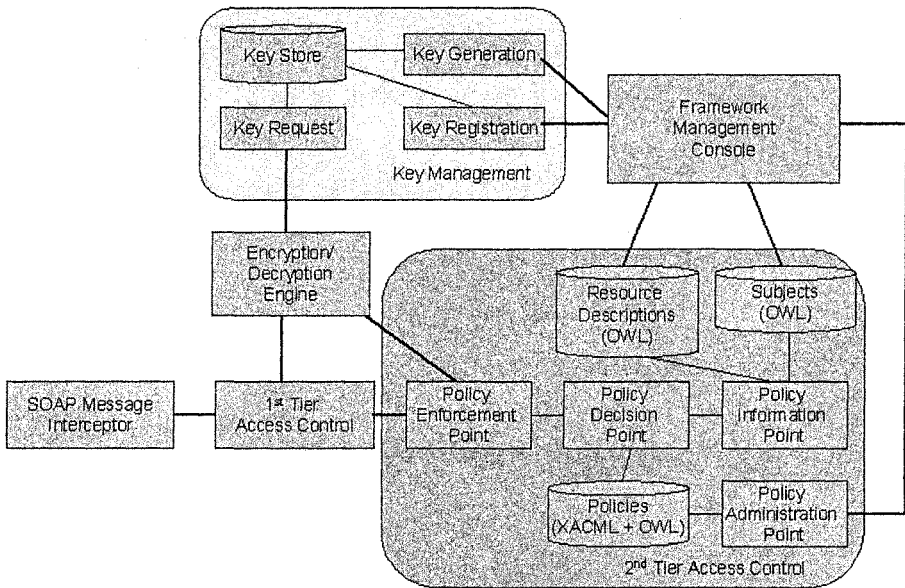 Key Store
Key Generation
Key Request
Key Registration
Key Management
Framework
Management
Console
Encryption/
Decryption
Engine
Resource
Descriptions
(OWL)
Subjects
(OWL)
SOAP Message
Interceptor
1st Tier
Access Control
Policy
Enforcement
Point
Policy
Decision
Point
Policy
Information
Point
Policies
(XACML + OWL)
Policy
Administration
Point
2nd Tier Access Control